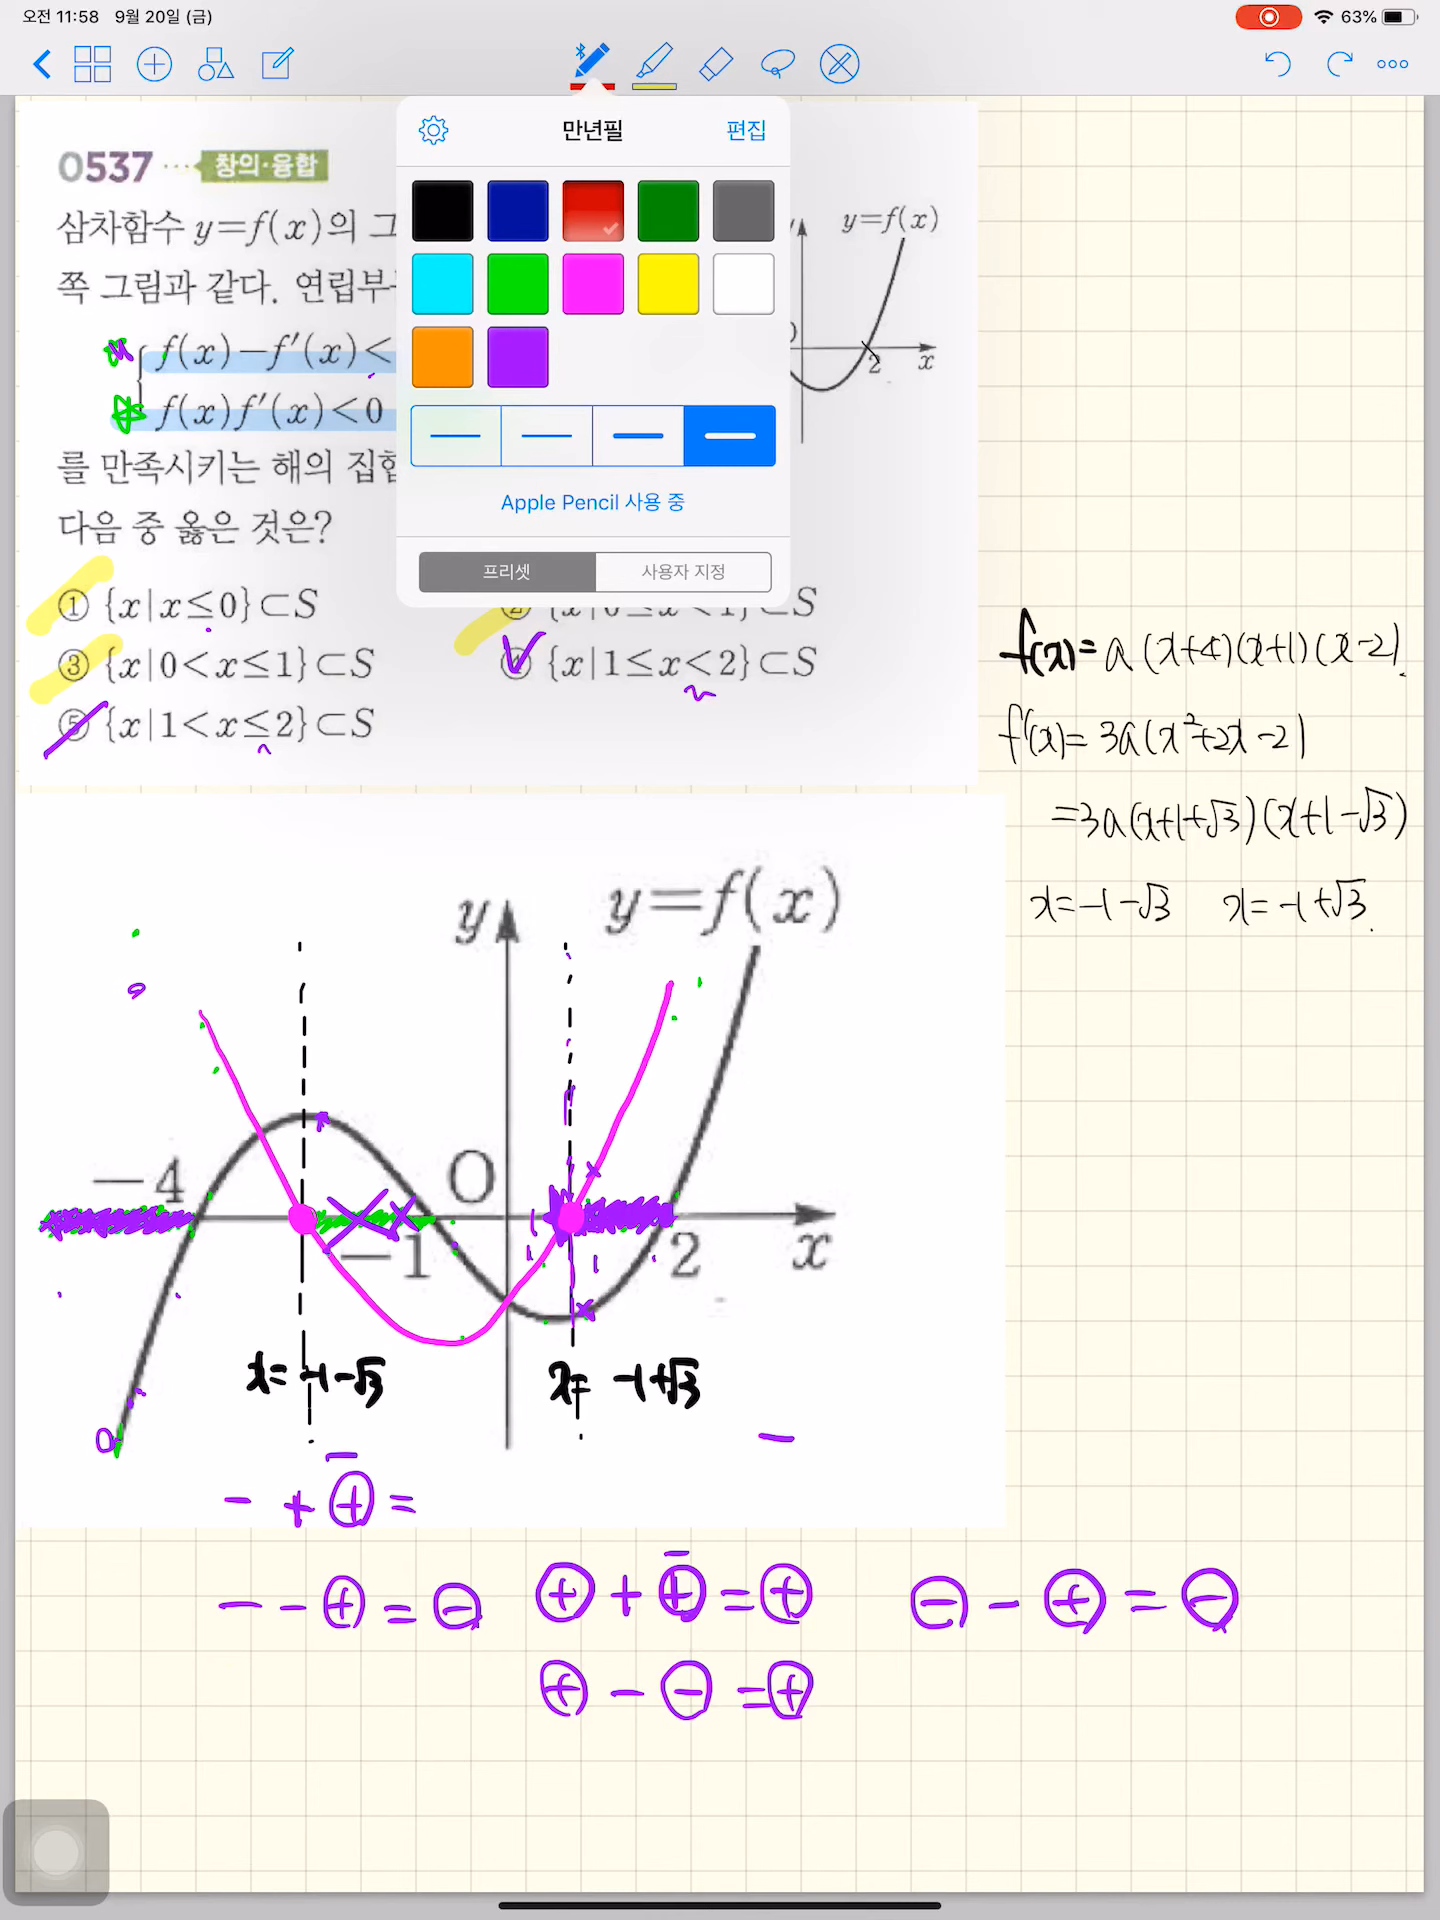 오전 11:58 9월 20일 (금) 63%
만년필 편집
0537 창의·융합
삼차함수 y=f(x)의 그
쪽 그림과 같다. 연립부
f(x)-f'(x)<
f(x)f'(x)<0
를 만족시키는 해의 집합
다음 중 옳은 것은?
y=f(x)
2 x
Apple Pencil 사용 중
프리셋 사용자 지정
① {x|x≤0}⊂S
② {x|0≤x<1}⊂S
③ {x|0<x≤1}⊂S
④ {x|1≤x<2}⊂S
⑤ {x|1<x≤2}⊂S
f(x)= a(x+4)(x+1)(x-2)
f'(x)= 3a(x²+2x-2)
=3a(x+1+√3)(x+1-√3)
x=-1-√3 x=-1+√3
y y=f(x)
-4 O
-1 2 x
x=-1-√3 x= -1+√3
- + ⊕ =
- - ⊕ = ⊖ ⊕ + ⊕ = ⊕ ⊖ - ⊕ = ⊖
⊕ - ⊖ = ⊕